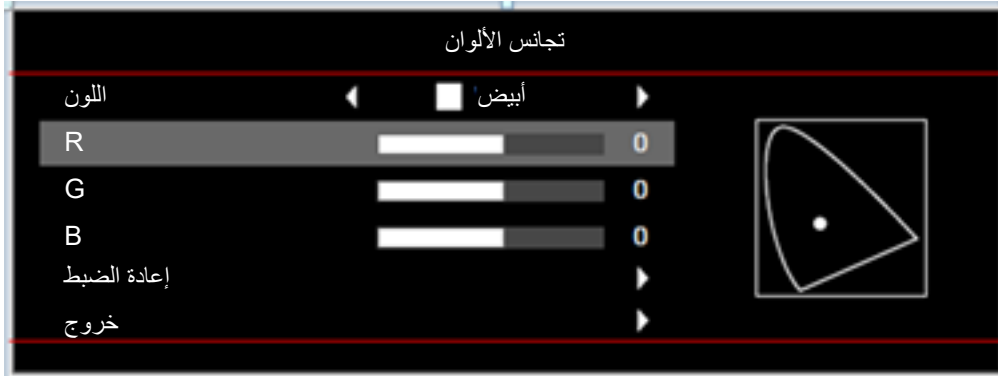 تجانس الألوان
اللون أبيض
R 0
G 0
B 0
إعادة الضبط
خروج